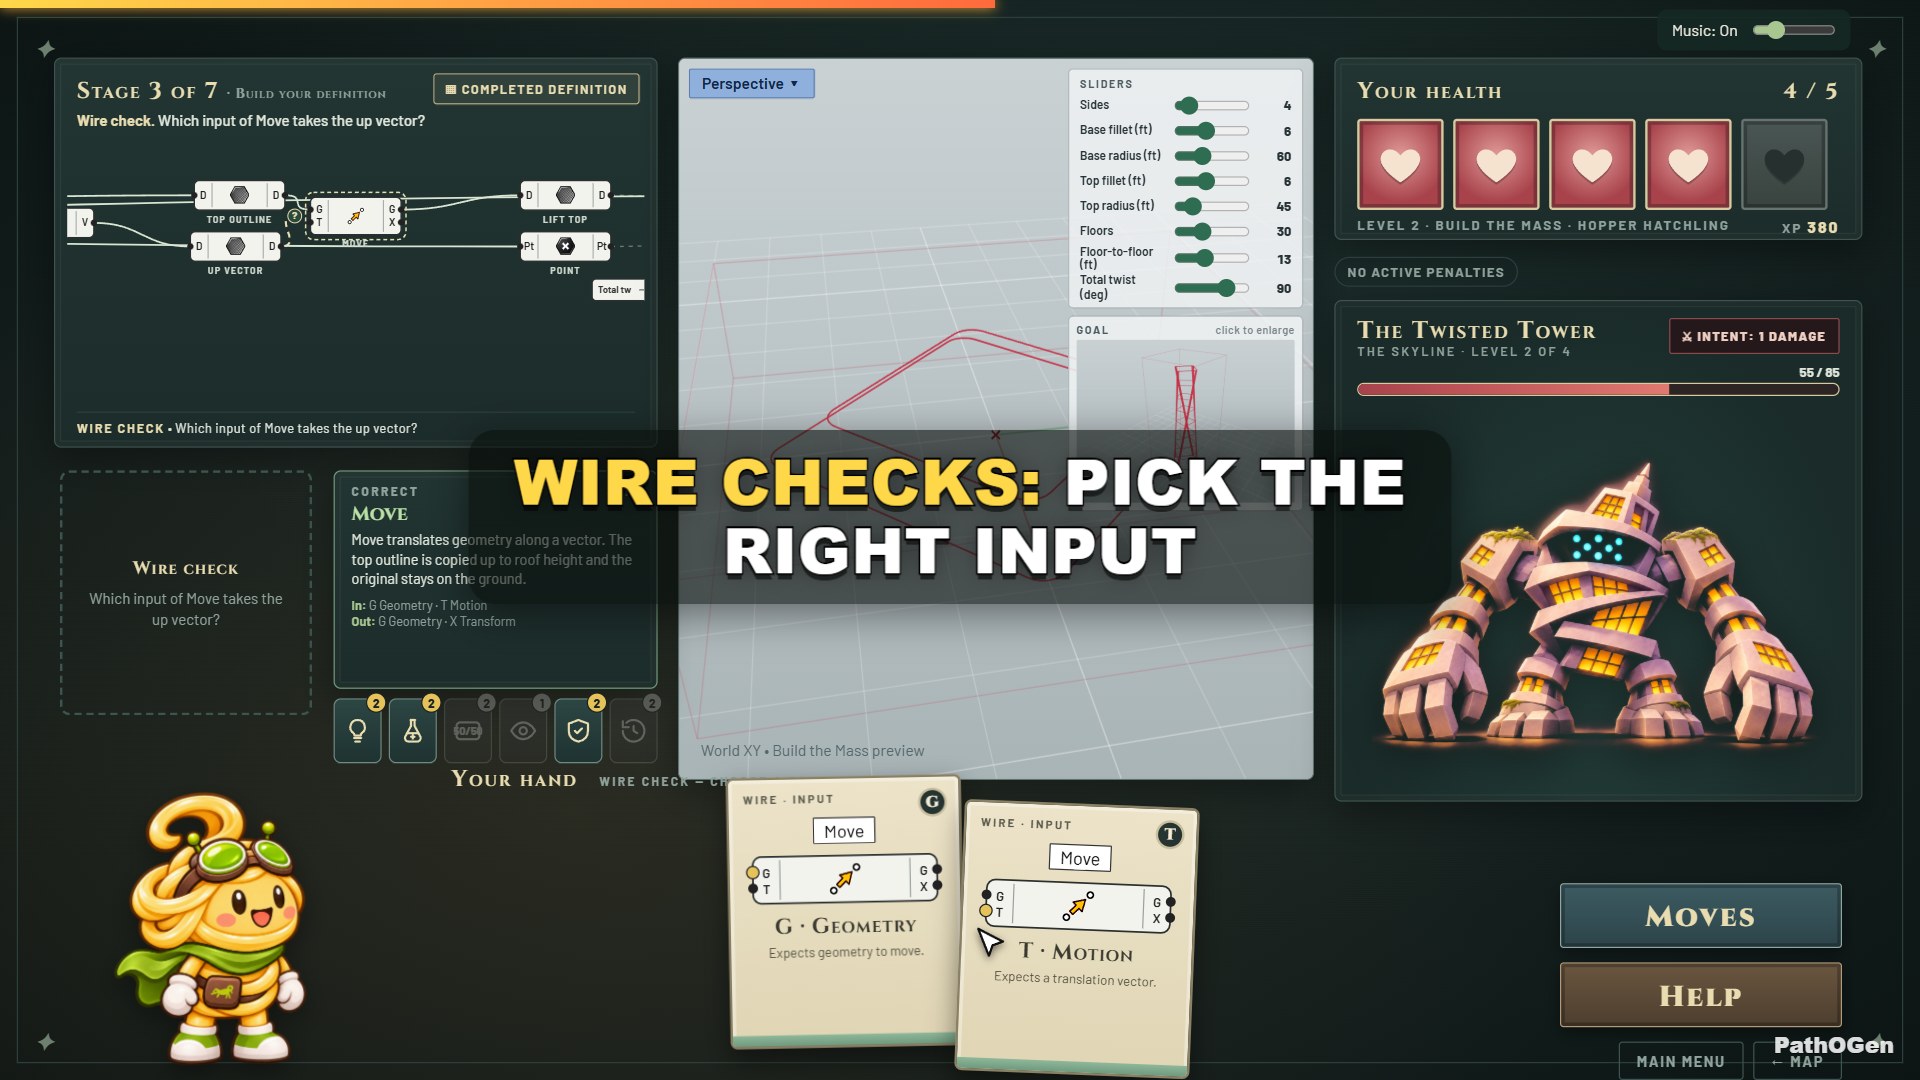 Music: On
Stage 3 of 7 · Build your definition
COMPLETED DEFINITION
Wire check. Which input of Move takes the up vector?
V
D D
TOP OUTLINE
?
G G
T X
MOVE
D D
LIFT TOP
D D
UP VECTOR
Pt Pt
POINT
Total tw
WIRE CHECK • Which input of Move takes the up vector?
Perspective ▼
SLIDERS
Sides 4
Base fillet (ft) 6
Base radius (ft) 60
Top fillet (ft) 6
Top radius (ft) 45
Floors 30
Floor-to-floor (ft) 13
Total twist (deg) 90
GOAL click to enlarge
World XY • Build the Mass preview
Your health 4 / 5
LEVEL 2 · BUILD THE MASS · HOPPER HATCHLING XP 380
NO ACTIVE PENALTIES
The Twisted Tower
THE SKYLINE · LEVEL 2 OF 4
INTENT: 1 DAMAGE
55 / 85
WIRE CHECKS: PICK THE
RIGHT INPUT
Wire check
Which input of Move takes the
up vector?
CORRECT
Move
Move translates geometry along a vector. The
top outline is copied up to roof height and the
original stays on the ground.
In: G Geometry · T Motion
Out: G Geometry · X Transform
2 2 2 1 2 2
50/50
Your hand WIRE CHECK – CH
WIRE · INPUT G
Move
G G
T X
G · Geometry
Expects geometry to move.
WIRE · INPUT T
Move
G G
T X
T · Motion
Expects a translation vector.
Moves
Help
MAIN MENU
← MAP
PathOGen